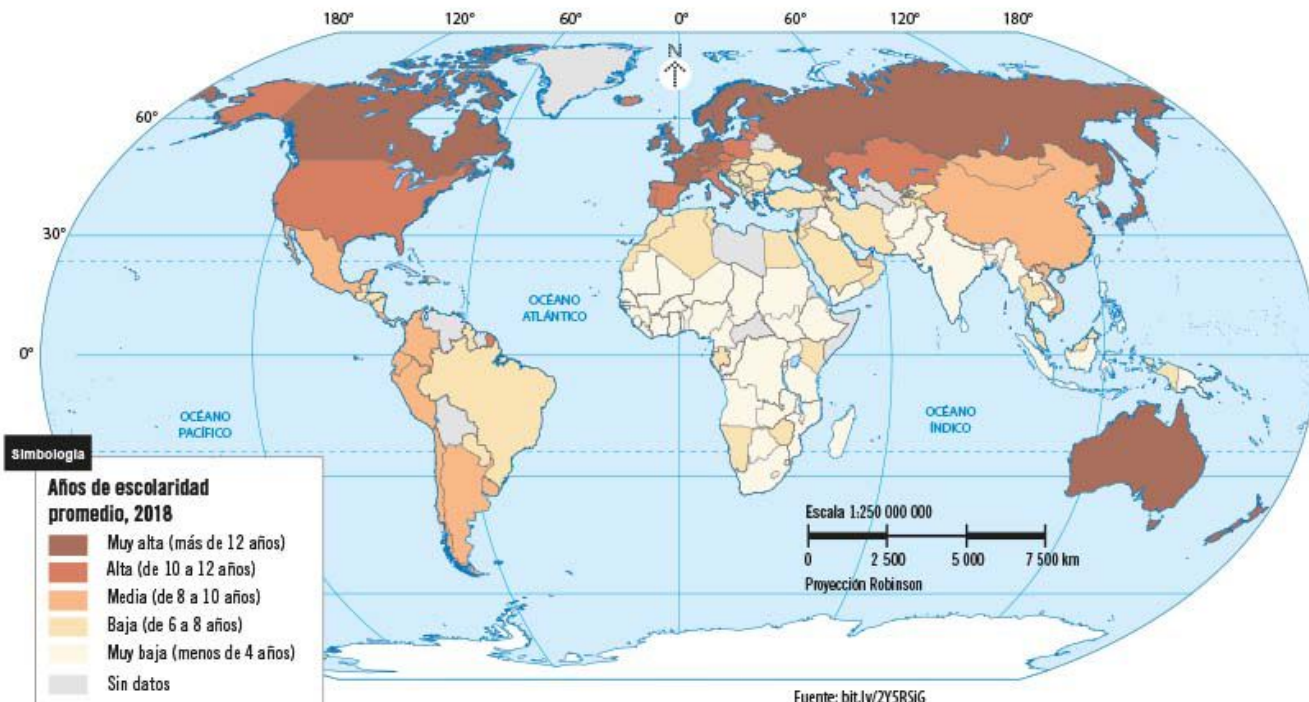 180° 120° 60° 0° 60° 120° 180°
N
60°
30°
0°
OCÉANO
ATLÁNTICO
OCÉANO
PACÍFICO
OCÉANO
ÍNDICO
Simbología
Años de escolaridad
promedio, 2018
Muy alta (más de 12 años)
Alta (de 10 a 12 años)
Media (de 8 a 10 años)
Baja (de 6 a 8 años)
Muy baja (menos de 4 años)
Sin datos
Escala 1:250 000 000
0 2 500 5 000 7 500 km
Proyección Robinson
Fuente: bit.ly/2Y5RSjG